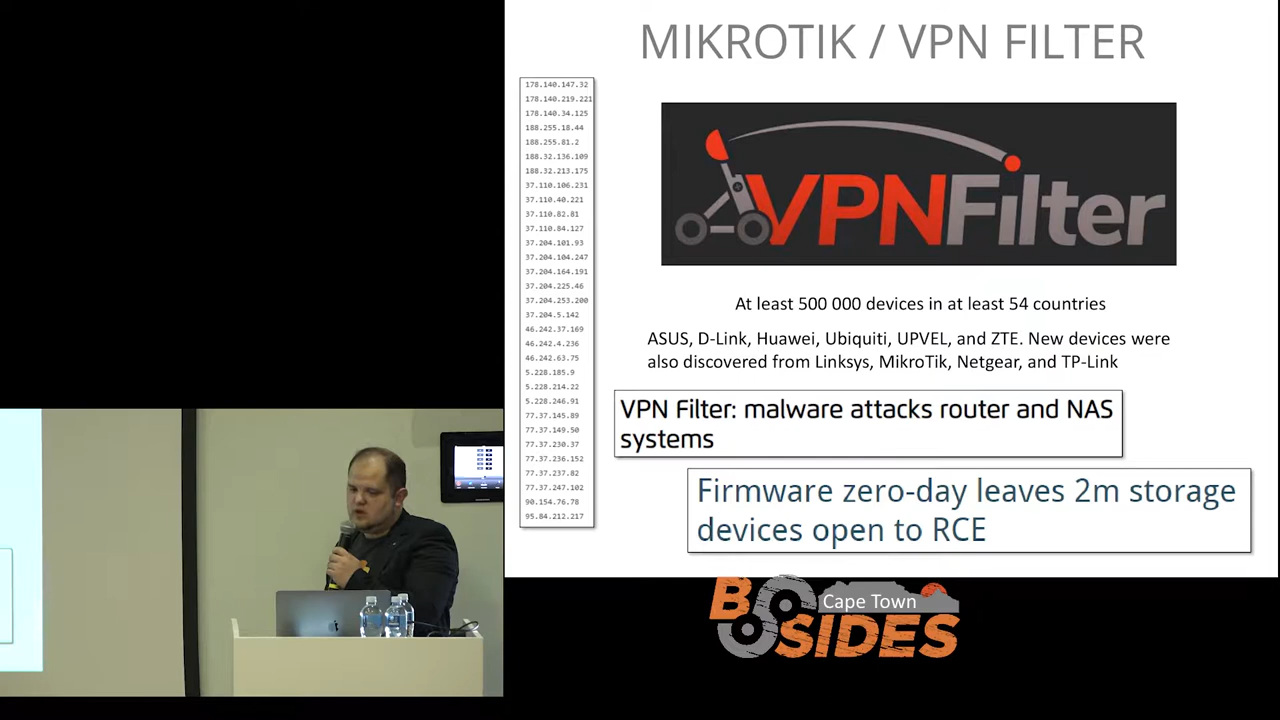 MIKROTIK / VPN FILTER
178.140.147.32
178.140.219.221
178.140.34.125
188.255.18.44
188.255.81.2
188.32.136.109
188.32.213.175
37.110.106.231
37.110.40.221
37.110.82.81
37.110.84.127
37.204.101.93
37.204.104.247
37.204.164.191
37.204.225.46
37.204.253.200
37.204.5.142
46.242.37.169
46.242.4.236
46.242.63.75
5.228.185.9
5.228.214.22
5.228.246.91
77.37.145.89
77.37.149.50
77.37.230.37
77.37.236.152
77.37.237.82
77.37.247.102
90.154.76.78
95.84.212.217
VPNFilter
At least 500 000 devices in at least 54 countries
ASUS, D-Link, Huawei, Ubiquiti, UPVEL, and ZTE. New devices were
also discovered from Linksys, MikroTik, Netgear, and TP-Link
VPN Filter: malware attacks router and NAS
systems
Firmware zero-day leaves 2m storage
devices open to RCE
BSIDES
Cape Town